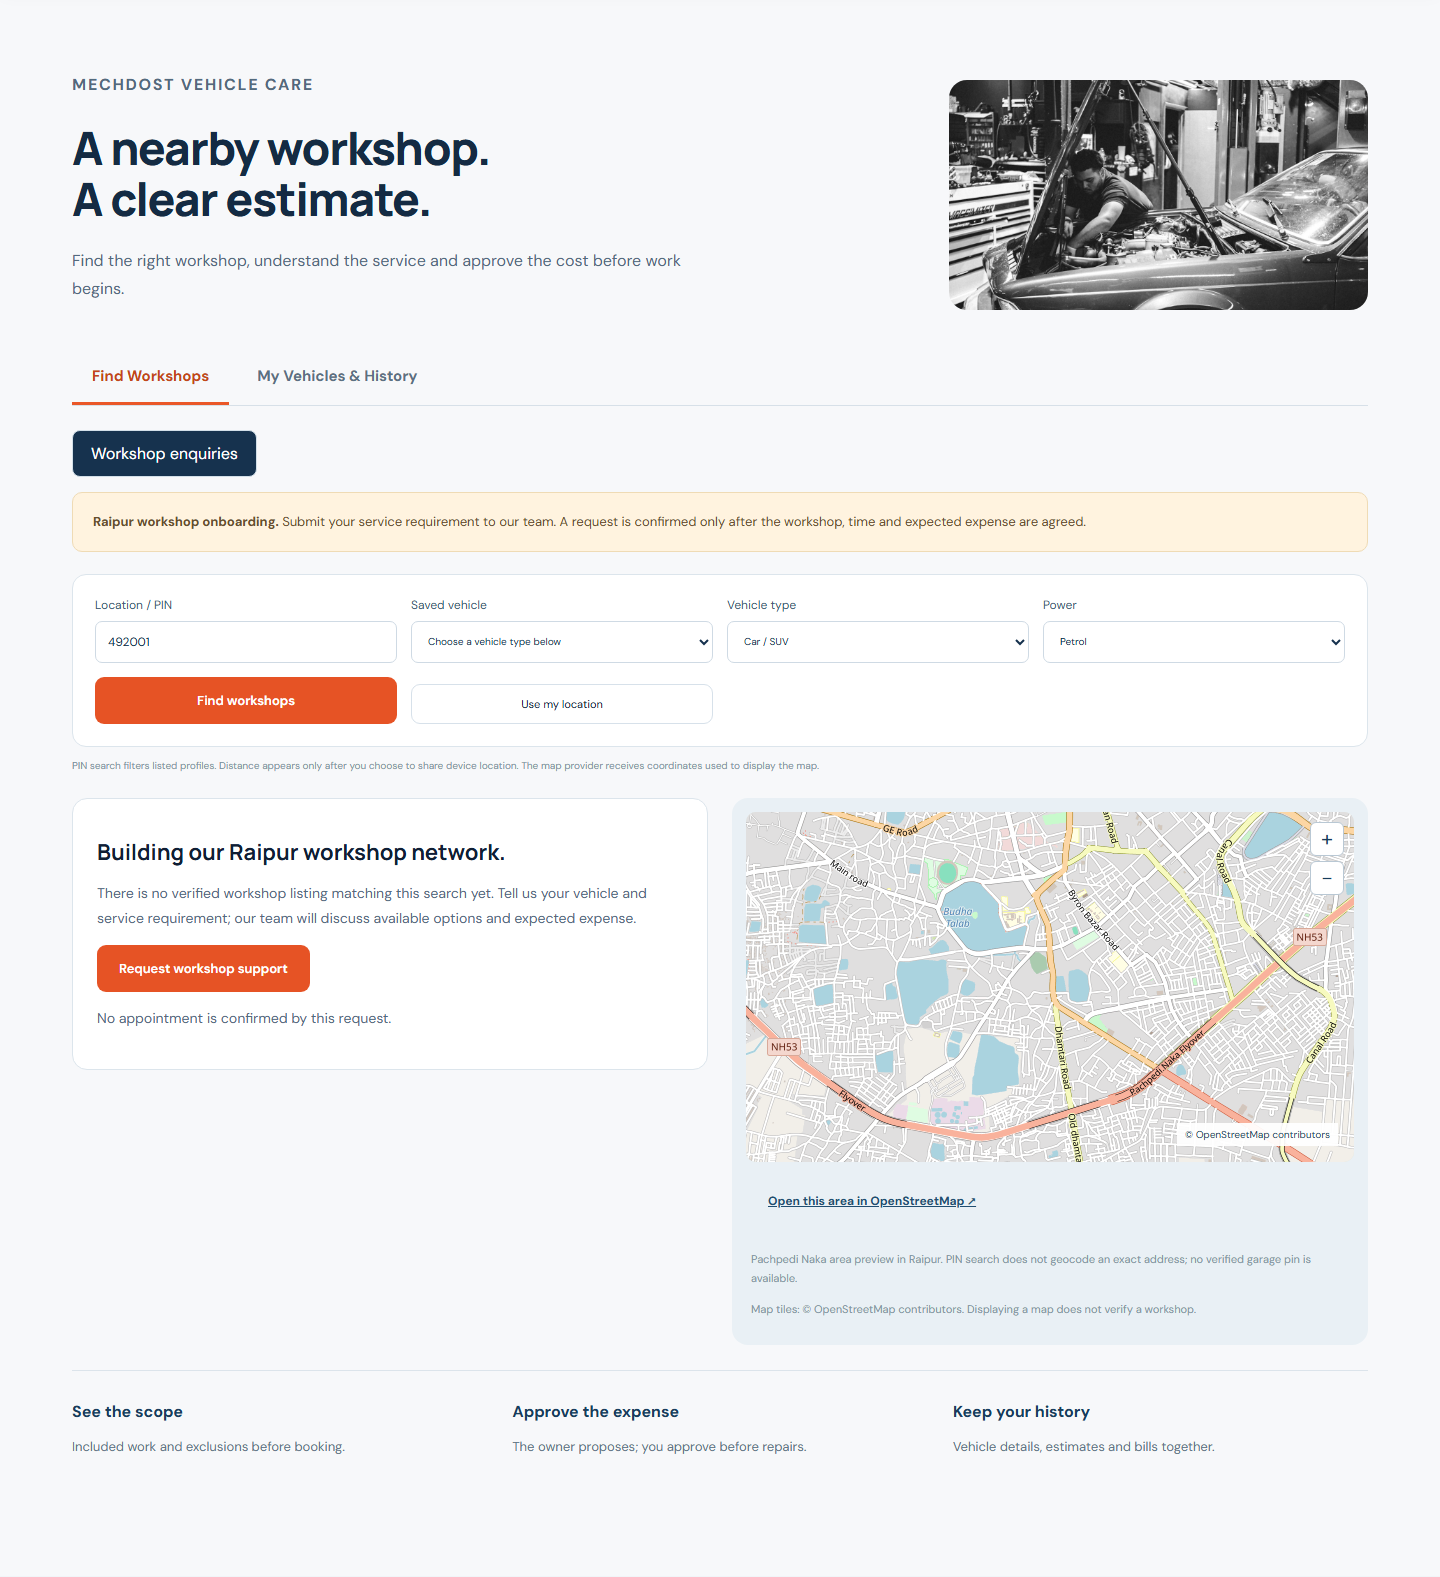 MECHDOST VEHICLE CARE
A nearby workshop.
A clear estimate.
Find the right workshop, understand the service and approve the cost before work
begins.
Find Workshops
My Vehicles & History
Workshop enquiries
Raipur workshop onboarding. Submit your service requirement to our team. A request is confirmed only after the workshop, time and expected expense are agreed.
Location / PIN
Saved vehicle
Vehicle type
Power
492001
Choose a vehicle type below
Car / SUV
Petrol
Find workshops
Use my location
PIN search filters listed profiles. Distance appears only after you choose to share device location. The map provider receives coordinates used to display the map.
Building our Raipur workshop network.
There is no verified workshop listing matching this search yet. Tell us your vehicle and
service requirement; our team will discuss available options and expected expense.
Request workshop support
No appointment is confirmed by this request.
GE Road
Main road
Budha
Talab
Byron Bazar Road
Canal Road
+
−
NH53
NH53
Flyover
Dhamtari Road
Pachpedi Naka Flyover
Canal Road
Old dhamta
© OpenStreetMap contributors
Open this area in OpenStreetMap ↗
Pachpedi Naka area preview in Raipur. PIN search does not geocode an exact address; no verified garage pin is
available.
Map tiles: © OpenStreetMap contributors. Displaying a map does not verify a workshop.
See the scope
Included work and exclusions before booking.
Approve the expense
The owner proposes; you approve before repairs.
Keep your history
Vehicle details, estimates and bills together.